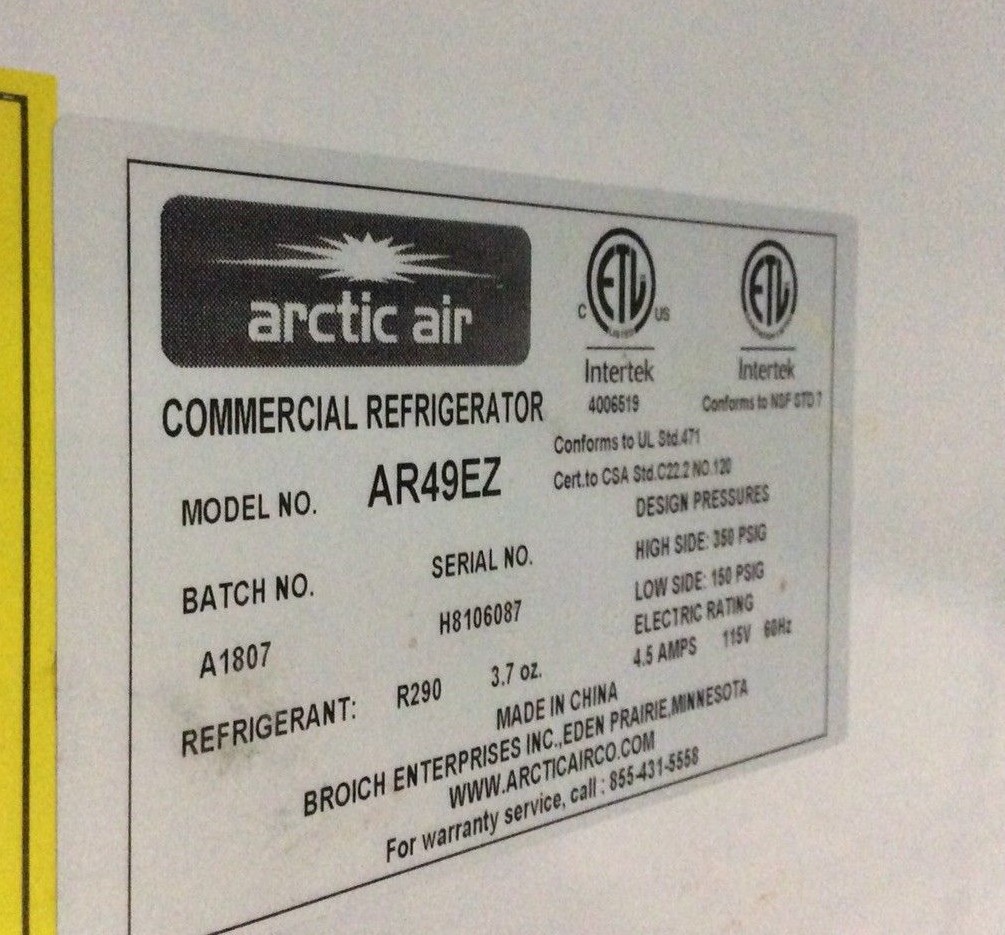 arctic air
ETL
C US
Intertek
4006519
ETL
Intertek
Conforms to NSF STD 7
COMMERCIAL REFRIGERATOR
Conforms to UL Std.471
Cert.to CSA Std.C22.2 NO.120
MODEL NO. AR49EZ
DESIGN PRESSURES
HIGH SIDE: 350 PSIG
LOW SIDE: 150 PSIG
BATCH NO. SERIAL NO.
A1807 H8106087
ELECTRIC RATING
4.5 AMPS 115V 60Hz
REFRIGERANT: R290 3.7 oz.
MADE IN CHINA
BROICH ENTERPRISES INC.,EDEN PRAIRIE,MINNESOTA
WWW.ARCTICAIRCO.COM
For warranty service, call : 855-431-5558